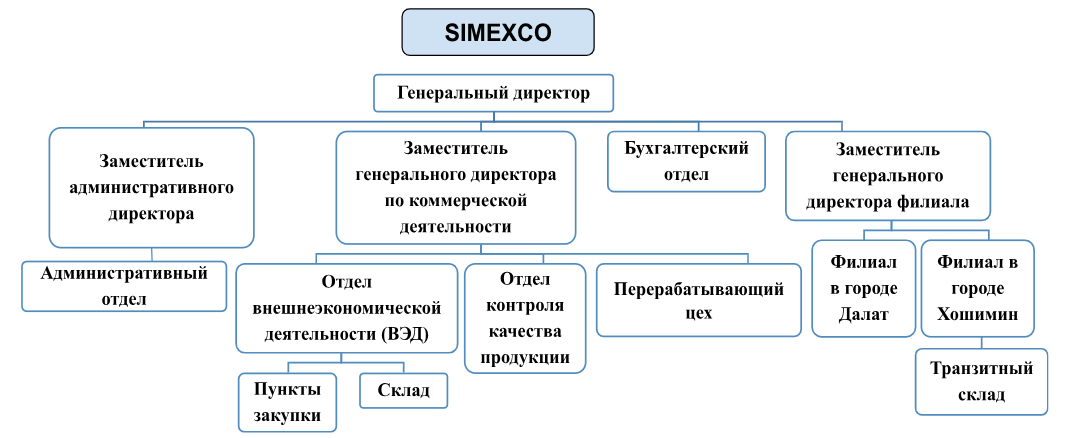 SIMEXCO
Генеральный директор
Заместитель
административного
директора
Заместитель
генерального директора
по коммерческой
деятельности
Бухгалтерский
отдел
Заместитель
генерального
директора филиала
Административный
отдел
Отдел
внешнеэкономической
деятельности (ВЭД)
Отдел
контроля
качества
продукции
Перерабатывающий
цех
Филиал
в городе
Далат
Филиал в
городе
Хошимин
Пункты
закупки
Склад
Транзитный
склад